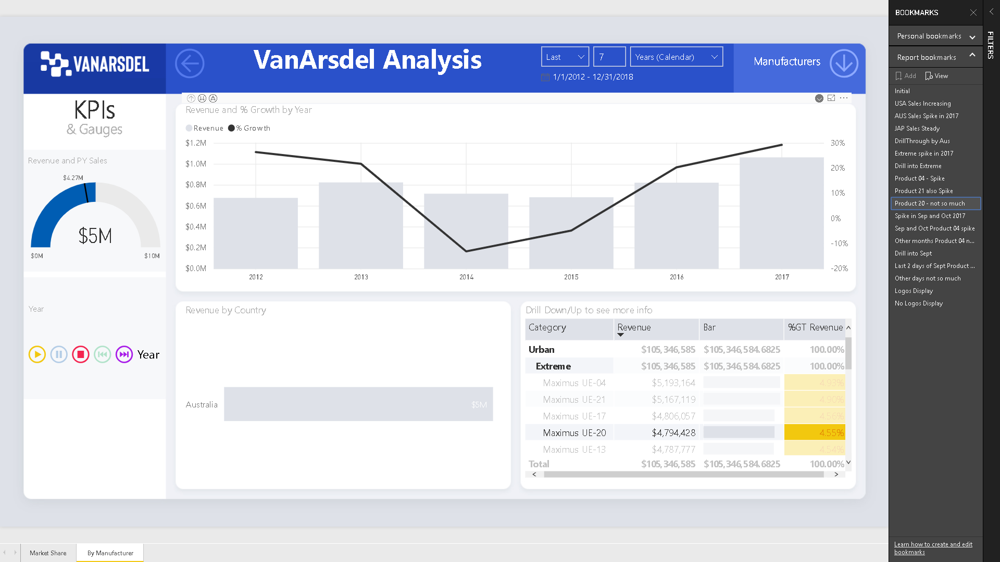 VANARSDEL
VanArsdel Analysis
Last
7
Years (Calendar)
1/1/2012 - 12/31/2018
Manufacturers
KPIs
& Gauges
Revenue and PY Sales
$4.27M
$5M
$0M
$10M
Year
Year
Revenue and % Growth by Year
Revenue
% Growth
$1.2M
$1.0M
$0.8M
$0.6M
$0.4M
$0.2M
$0.0M
30%
20%
10%
0%
-10%
-20%
2012 2013 2014 2015 2016 2017
Revenue by Country
Australia
$5M
Drill Down/Up to see more info
Category Revenue Bar %GT Revenue
Urban $105,346,585 $105,346,584.6825 100.00%
Extreme $105,346,585 $105,346,584.6825 100.00%
Maximus UE-04 $5,193,164 4.93%
Maximus UE-21 $5,167,119 4.90%
Maximus UE-17 $4,806,057 4.56%
Maximus UE-20 $4,794,428 4.55%
Maximus UE-13 $4,787,777 4.54%
Total $105,346,585 $105,346,584.6825 100.00%
Market Share
By Manufacturer
BOOKMARKS
Personal bookmarks
Report bookmarks
Add
View
Initial
USA Sales Increasing
AUS Sales Spike in 2017
JAP Sales Steady
DrillThrough by Aus
Extreme spike in 2017
Drill into Extreme
Product 04 - Spike
Product 21 also Spike
Product 20 - not so much
Spike in Sep and Oct 2017
Sep and Oct Product 04 spike
Other months Product 04 n...
Drill into Sept
Last 2 days of Sept Product ...
Other days not so much
Logos Display
No Logos Display
Learn how to create and edit
bookmarks
FILTERS